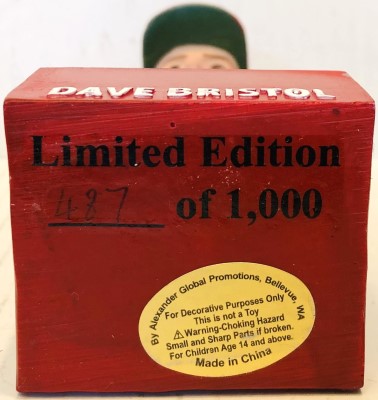 DAVE BRISTOL
Limited Edition
487 of 1,000
By Alexander Global Promotions, Bellevue, WA
For Decorative Purposes Only
This is not a Toy
⚠Warning-Choking Hazard
Small and Sharp Parts if broken.
For Children Age 14 and above.
Made in China